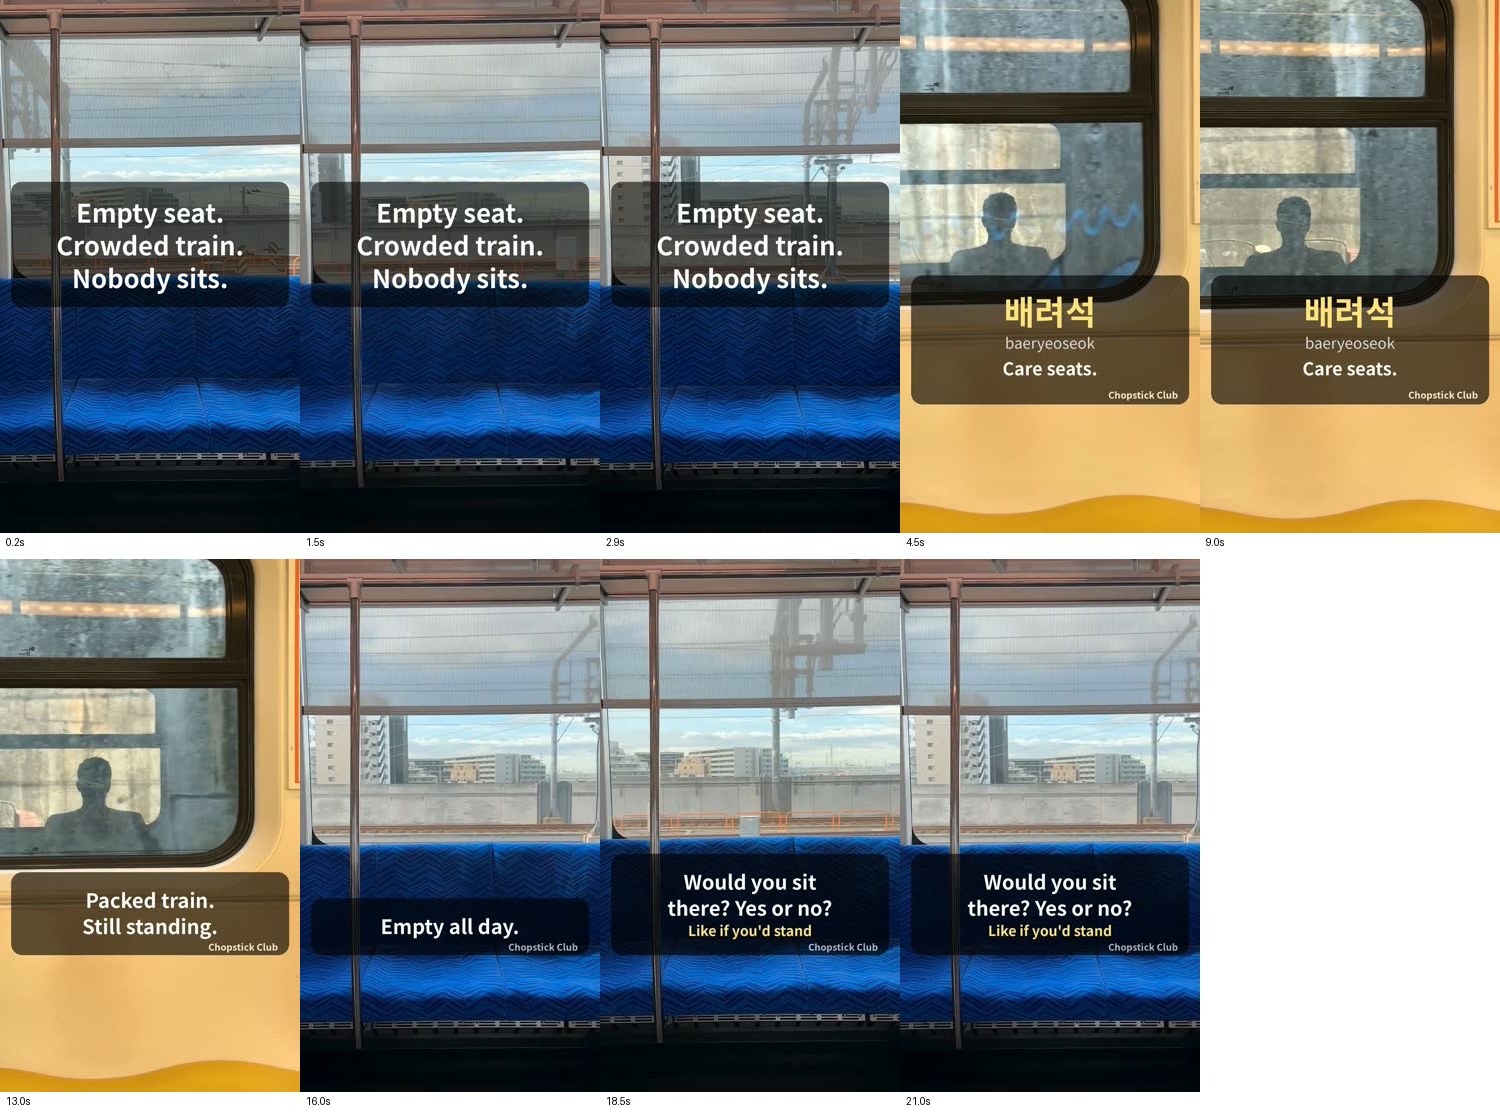 Empty seat.
Crowded train.
Nobody sits.
Empty seat.
Crowded train.
Nobody sits.
Empty seat.
Crowded train.
Nobody sits.
배려석
baeryeoseok
Care seats.
Chopstick Club
배려석
baeryeoseok
Care seats.
Chopstick Club
0.2s
1.5s
2.9s
4.5s
9.0s
Packed train.
Still standing.
Chopstick Club
Empty all day.
Chopstick Club
Would you sit
there? Yes or no?
Like if you'd stand
Chopstick Club
Would you sit
there? Yes or no?
Like if you'd stand
Chopstick Club
13.0s
16.0s
18.5s
21.0s